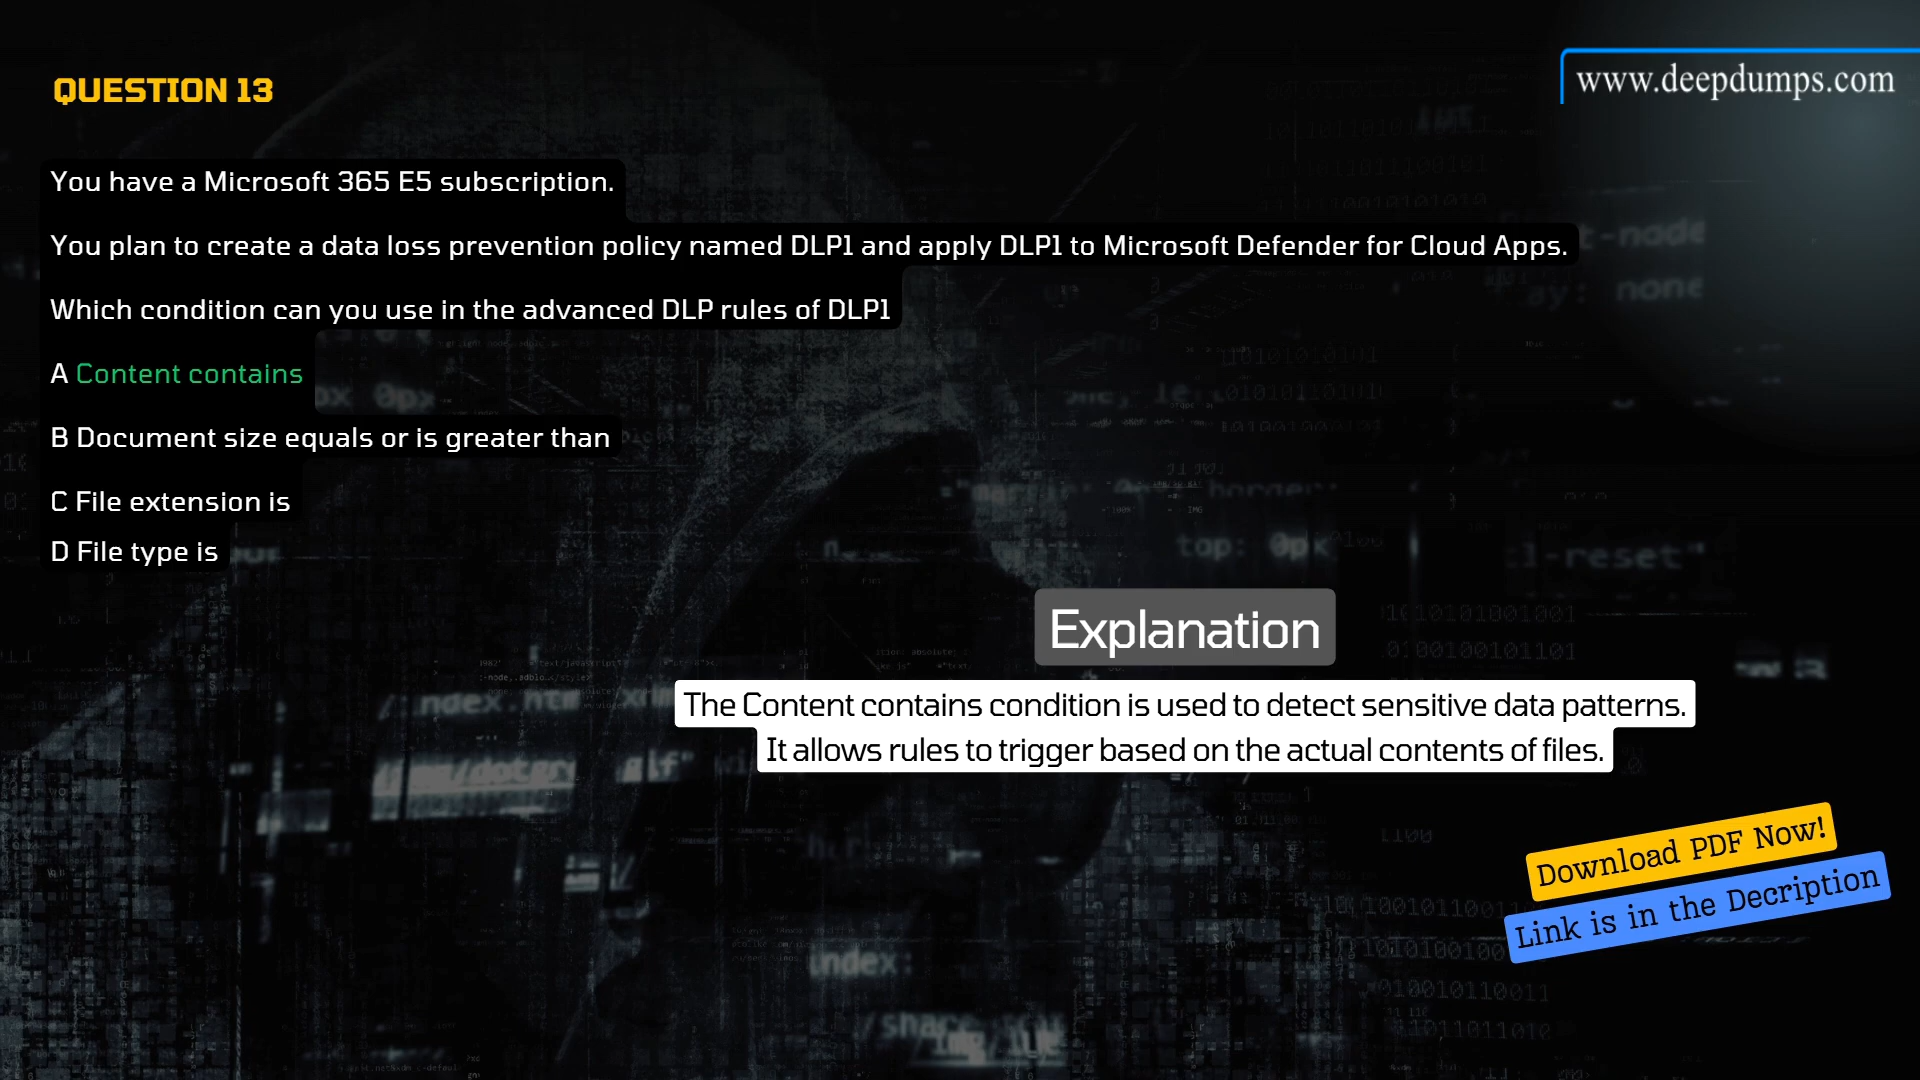 QUESTION 13
www.deepdumps.com
You have a Microsoft 365 E5 subscription.
You plan to create a data loss prevention policy named DLP1 and apply DLP1 to Microsoft Defender for Cloud Apps.
Which condition can you use in the advanced DLP rules of DLP1
A Content contains
B Document size equals or is greater than
C File extension is
D File type is
Explanation
The Content contains condition is used to detect sensitive data patterns.
It allows rules to trigger based on the actual contents of files.
Download PDF Now!
Link is in the Decription